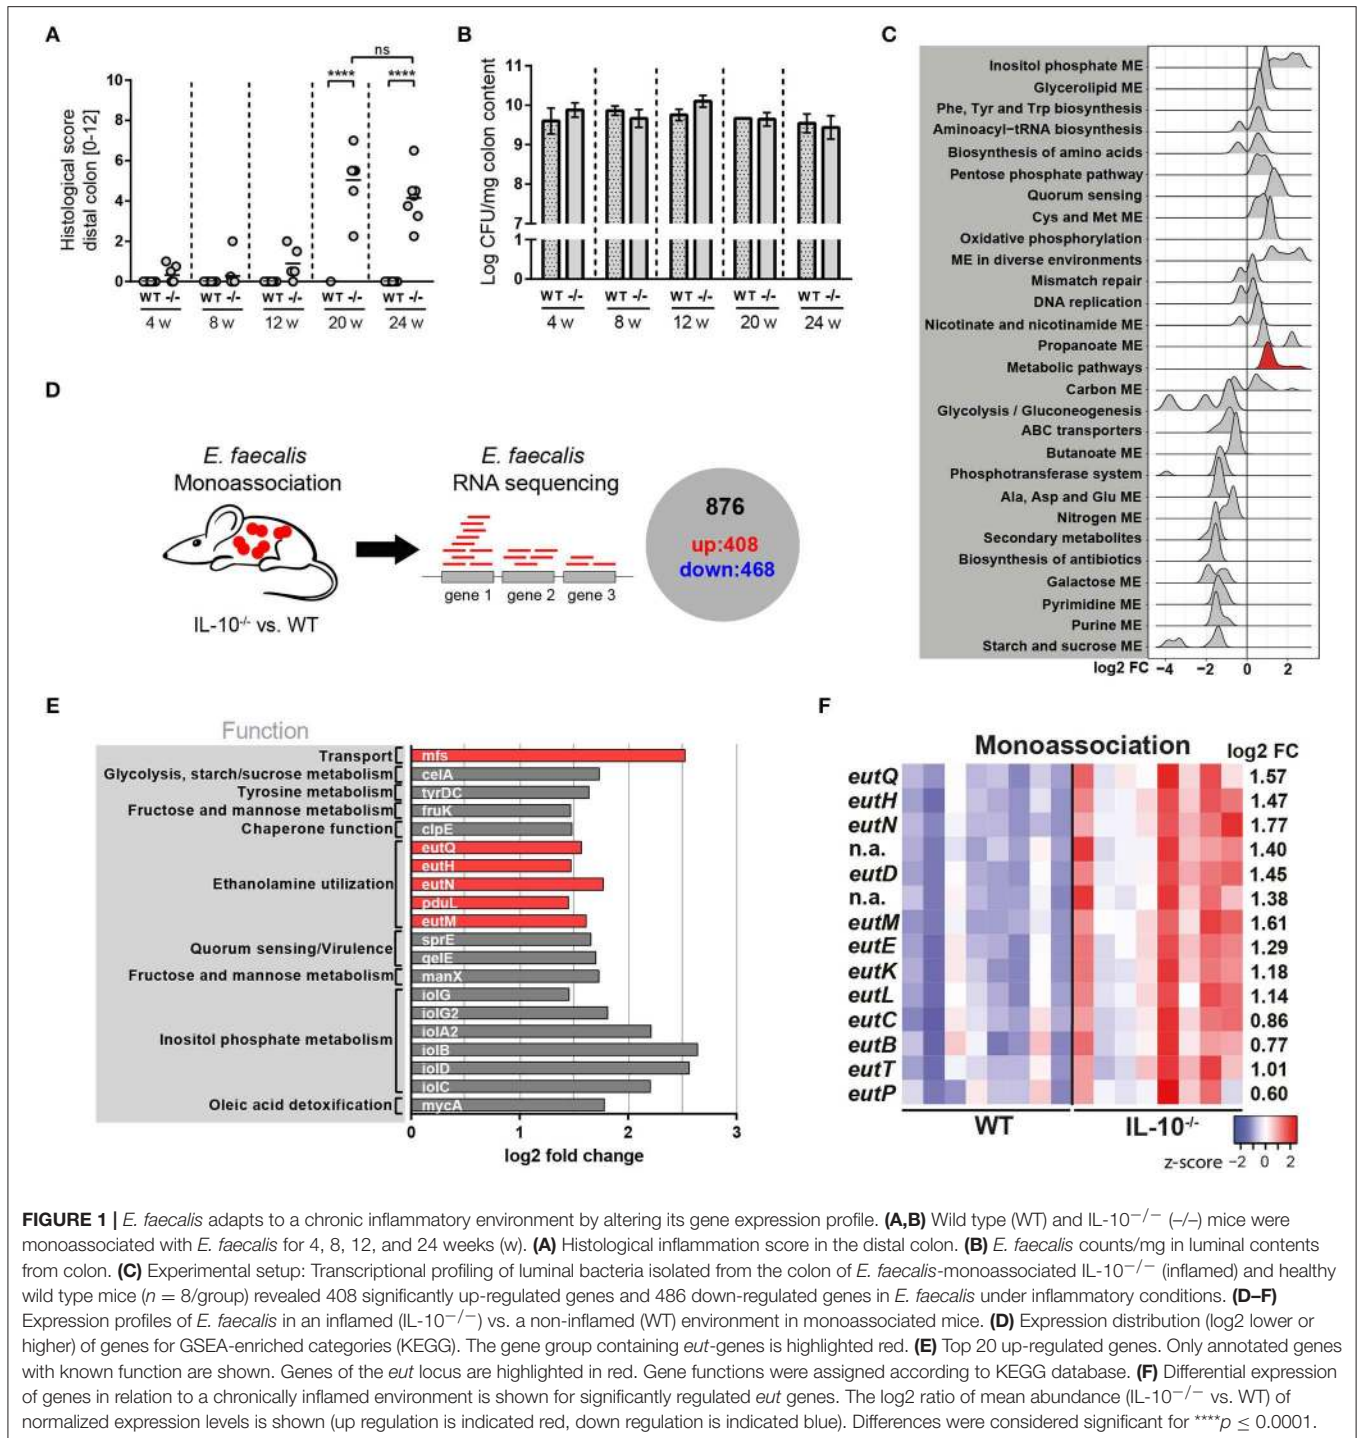 A
Histological score
distal colon [0-12]
10
8
6
4
2
0
ns
****
****
WT -/-
WT -/-
WT -/-
WT -/-
WT -/-
4 w
8 w
12 w
20 w
24 w
B
Log CFU/mg colon content
11
10
9
8
7
1
0
WT -/-
WT -/-
WT -/-
WT -/-
WT -/-
4 w
8 w
12 w
20 w
24 w
C
Inositol phosphate ME
Glycerolipid ME
Phe, Tyr and Trp biosynthesis
Aminoacyl−tRNA biosynthesis
Biosynthesis of amino acids
Pentose phosphate pathway
Quorum sensing
Cys and Met ME
Oxidative phosphorylation
ME in diverse environments
Mismatch repair
DNA replication
Nicotinate and nicotinamide ME
Propanoate ME
Metabolic pathways
Carbon ME
Glycolysis / Gluconeogenesis
ABC transporters
Butanoate ME
Phosphotransferase system
Ala, Asp and Glu ME
Nitrogen ME
Secondary metabolites
Biosynthesis of antibiotics
Galactose ME
Pyrimidine ME
Purine ME
Starch and sucrose ME
log2 FC −4 −2 0 2
D
E. faecalis
Monoassociation
IL-10-/- vs. WT
E. faecalis
RNA sequencing
gene 1 gene 2 gene 3
876
up:408
down:468
E
Function
Transport
Glycolysis, starch/sucrose metabolism
Tyrosine metabolism
Fructose and mannose metabolism
Chaperone function
Ethanolamine utilization
Quorum sensing/Virulence
Fructose and mannose metabolism
Inositol phosphate metabolism
Oleic acid detoxification
mfs
celA
tyrDC
fruK
clpE
eutQ
eutH
eutN
pduL
eutM
sprE
gelE
manX
iolG
iolG2
iolA2
iolB
iolD
iolC
mycA
0 1 2 3
log2 fold change
F
Monoassociation log2 FC
eutQ 1.57
eutH 1.47
eutN 1.77
n.a. 1.40
eutD 1.45
n.a. 1.38
eutM 1.61
eutE 1.29
eutK 1.18
eutL 1.14
eutC 0.86
eutB 0.77
eutT 1.01
eutP 0.60
WT IL-10-/-
z-score −2 0 2
FIGURE 1 | E. faecalis adapts to a chronic inflammatory environment by altering its gene expression profile. (A,B) Wild type (WT) and IL-10−/− (–/–) mice were
monoassociated with E. faecalis for 4, 8, 12, and 24 weeks (w). (A) Histological inflammation score in the distal colon. (B) E. faecalis counts/mg in luminal contents
from colon. (C) Experimental setup: Transcriptional profiling of luminal bacteria isolated from the colon of E. faecalis-monoassociated IL-10−/− (inflamed) and healthy
wild type mice (n = 8/group) revealed 408 significantly up-regulated genes and 486 down-regulated genes in E. faecalis under inflammatory conditions. (D–F)
Expression profiles of E. faecalis in an inflamed (IL-10−/−) vs. a non-inflamed (WT) environment in monoassociated mice. (D) Expression distribution (log2 lower or
higher) of genes for GSEA-enriched categories (KEGG). The gene group containing eut-genes is highlighted red. (E) Top 20 up-regulated genes. Only annotated genes
with known function are shown. Genes of the eut locus are highlighted in red. Gene functions were assigned according to KEGG database. (F) Differential expression
of genes in relation to a chronically inflamed environment is shown for significantly regulated eut genes. The log2 ratio of mean abundance (IL-10−/− vs. WT) of
normalized expression levels is shown (up regulation is indicated red, down regulation is indicated blue). Differences were considered significant for ****p ≤ 0.0001.